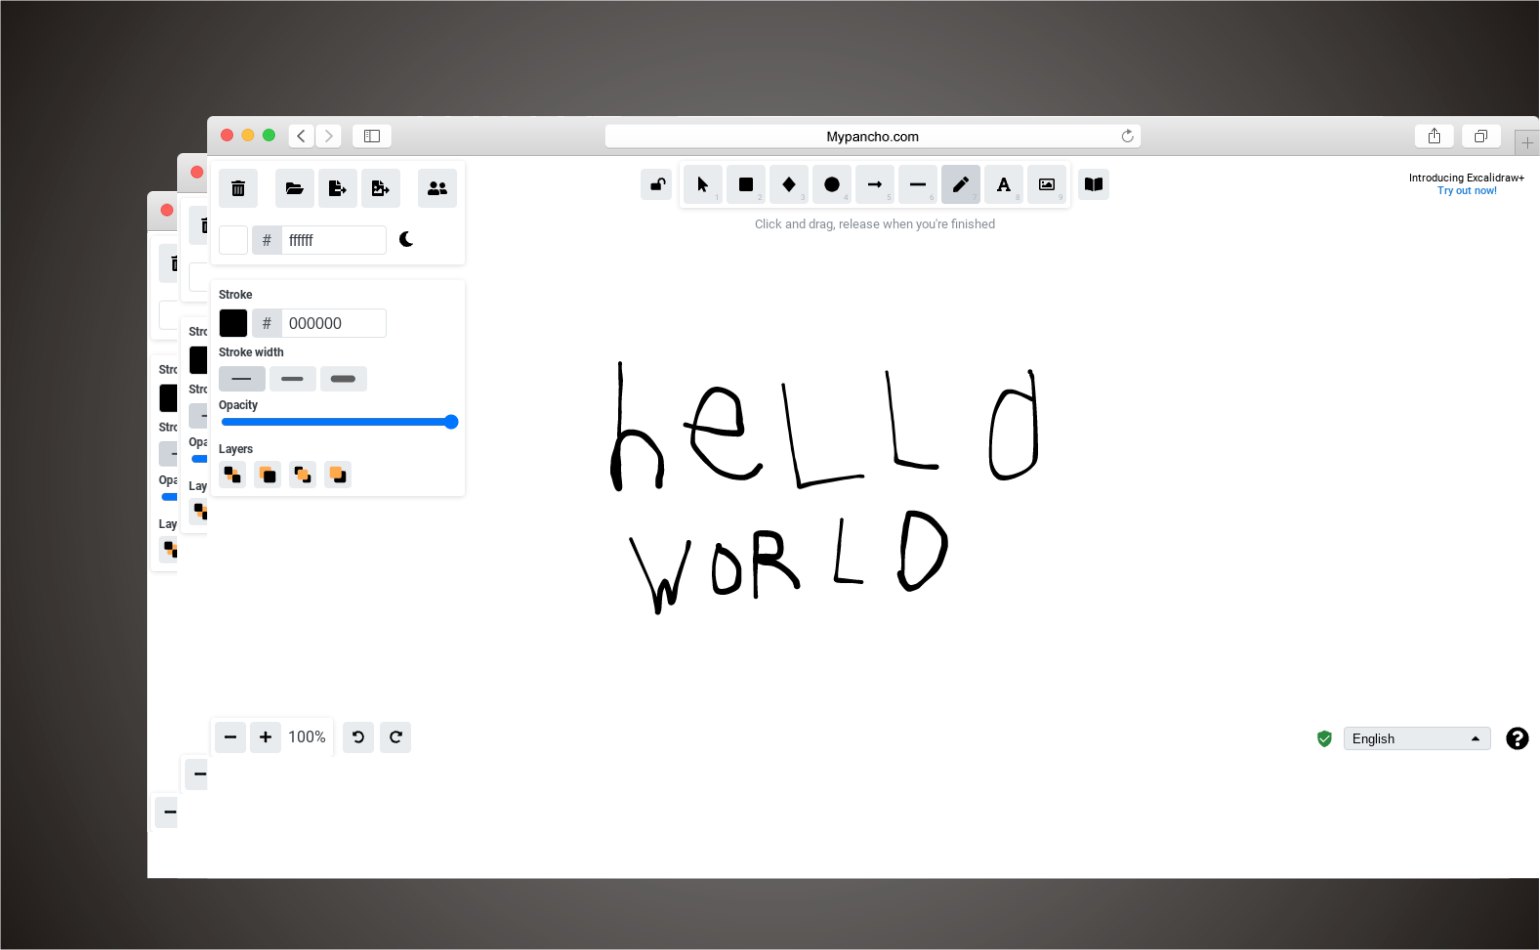 Mypancho.com
Introducing Excalidraw+
Try out now!
1 2 3 4 5 6 7 8 9
Click and drag, release when you're finished
# ffffff
Stroke
# 000000
Stroke width
Opacity
Layers
heLLo
WORLD
100%
English
?
Stro
Stro
Opa
Lay
Stro
Stro
Opa
Lay